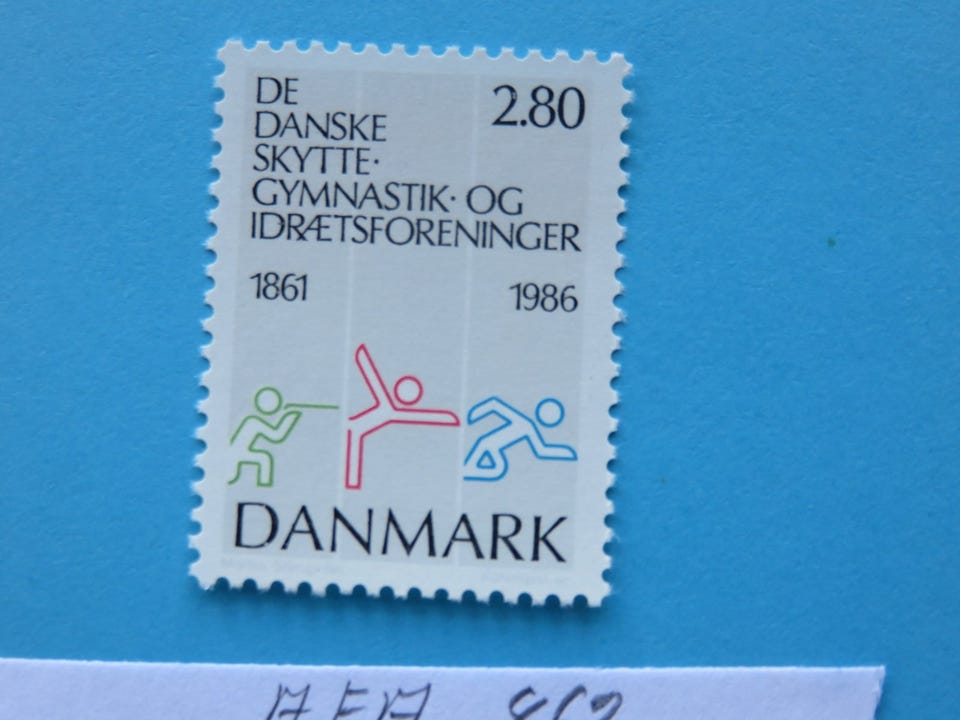 DE
DANSKE
SKYTTE·
GYMNASTIK· OG
IDRÆTSFORENINGER
2.80
1861
1986
DANMARK